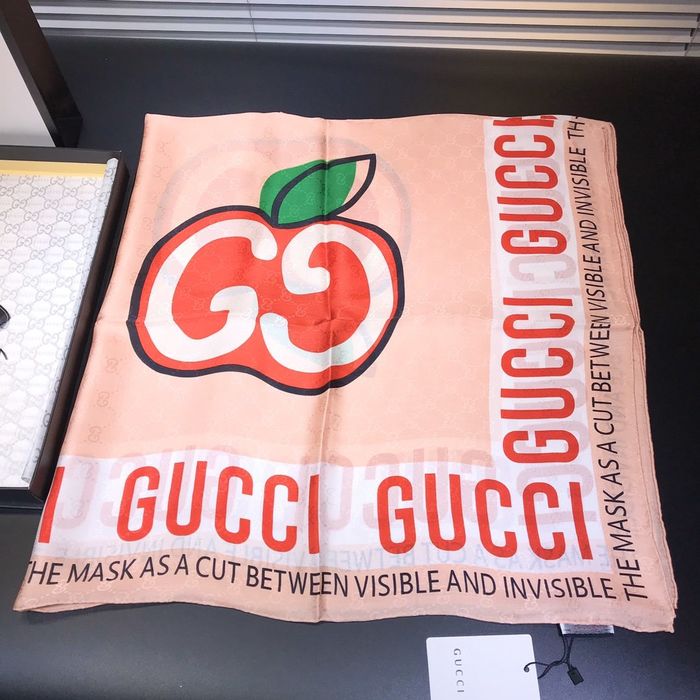 GUCCI GUCCI
THE MASK AS A CUT BETWEEN VISIBLE AND INVISIBLE
GUCCI GUCCI
THE MASK AS A CUT BETWEEN VISIBLE AND INVISIBLE TH
GUCCI